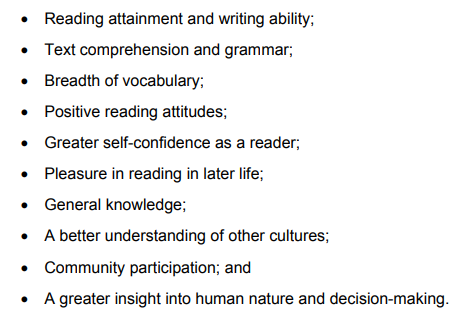 • Reading attainment and writing ability;
• Text comprehension and grammar;
• Breadth of vocabulary;
• Positive reading attitudes;
• Greater self-confidence as a reader;
• Pleasure in reading in later life;
• General knowledge;
• A better understanding of other cultures;
• Community participation; and
• A greater insight into human nature and decision-making.